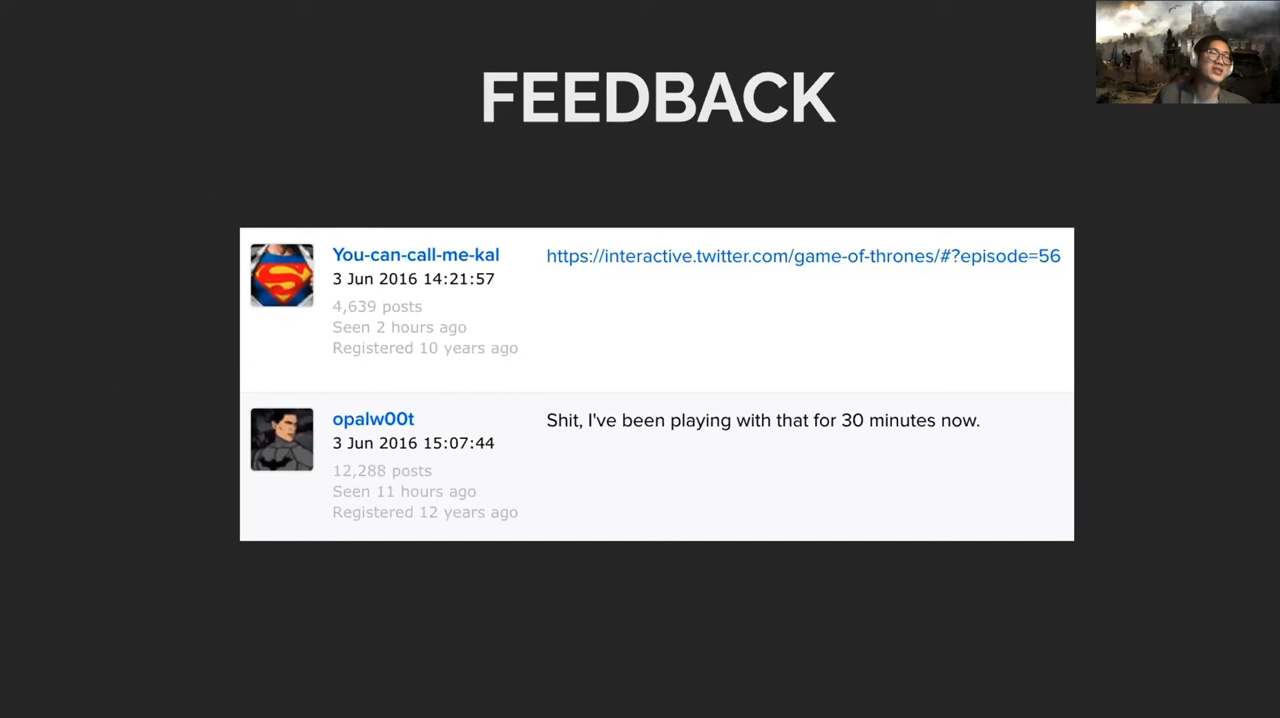 FEEDBACK
You-can-call-me-kal
https://interactive.twitter.com/game-of-thrones/#?episode=56
3 Jun 2016 14:21:57
4,639 posts
Seen 2 hours ago
Registered 10 years ago
opalw00t
Shit, I've been playing with that for 30 minutes now.
3 Jun 2016 15:07:44
12,288 posts
Seen 11 hours ago
Registered 12 years ago